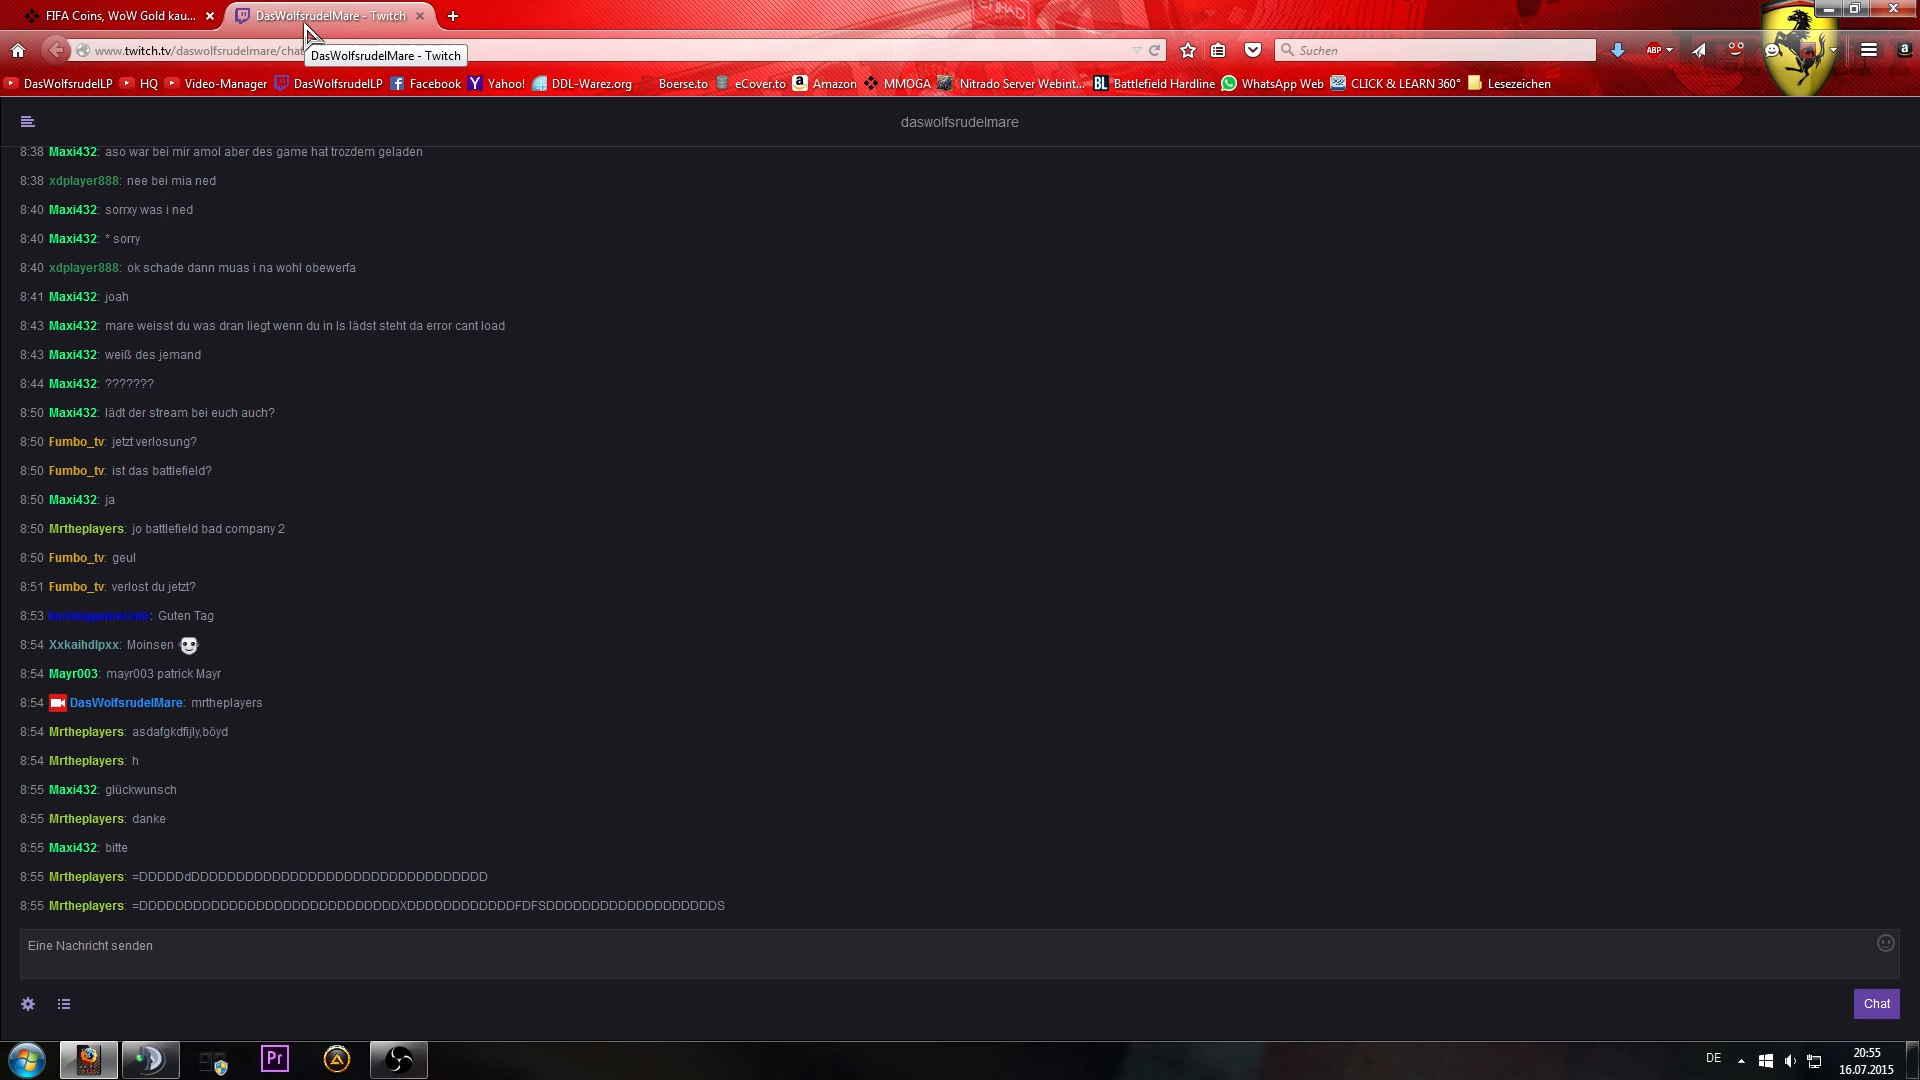 FIFA Coins, WoW Gold kau...
DasWolfsrudelMare - Twitch
www.twitch.tv/daswolfsrudelmare/chat
DasWolfsrudelMare - Twitch
Suchen
ABP
DasWolfsrudelLP
HQ
Video-Manager
DasWolfsrudelLP
Facebook
Yahoo!
DDL-Warez.org
Boerse.to
eCover.to
Amazon
MMOGA
Nitrado Server Webint...
BL Battlefield Hardline
WhatsApp Web
CLICK & LEARN 360°
Lesezeichen
daswolfsrudelmare
8:38 Maxi432: aso war bei mir amol aber des game hat trozdem geladen
8:38 xdplayer888: nee bei mia ned
8:40 Maxi432: sorrxy was i ned
8:40 Maxi432: * sorry
8:40 xdplayer888: ok schade dann muas i na wohl obewerfa
8:41 Maxi432: joah
8:43 Maxi432: mare weisst du was dran liegt wenn du in ls lädst steht da error cant load
8:43 Maxi432: weiß des jemand
8:44 Maxi432: ???????
8:50 Maxi432: lädt der stream bei euch auch?
8:50 Fumbo_tv: jetzt verlosung?
8:50 Fumbo_tv: ist das battlefield?
8:50 Maxi432: ja
8:50 Mrtheplayers: jo battlefield bad company 2
8:50 Fumbo_tv: geul
8:51 Fumbo_tv: verlost du jetzt?
8:53 : Guten Tag
8:54 Xxkaihdlpxx: Moinsen
8:54 Mayr003: mayr003 patrick Mayr
8:54 DasWolfsrudelMare: mrtheplayers
8:54 Mrtheplayers: asdafgkdfijly,böyd
8:54 Mrtheplayers: h
8:55 Maxi432: glückwunsch
8:55 Mrtheplayers: danke
8:55 Maxi432: bitte
8:55 Mrtheplayers: =DDDDDdDDDDDDDDDDDDDDDDDDDDDDDDDDDDDDDD
8:55 Mrtheplayers: =DDDDDDDDDDDDDDDDDDDDDDDDDDDDDXDDDDDDDDDDDDFDFSDDDDDDDDDDDDDDDDDDDS
Eine Nachricht senden
Chat
Pr
DE
20:55
16.07.2015